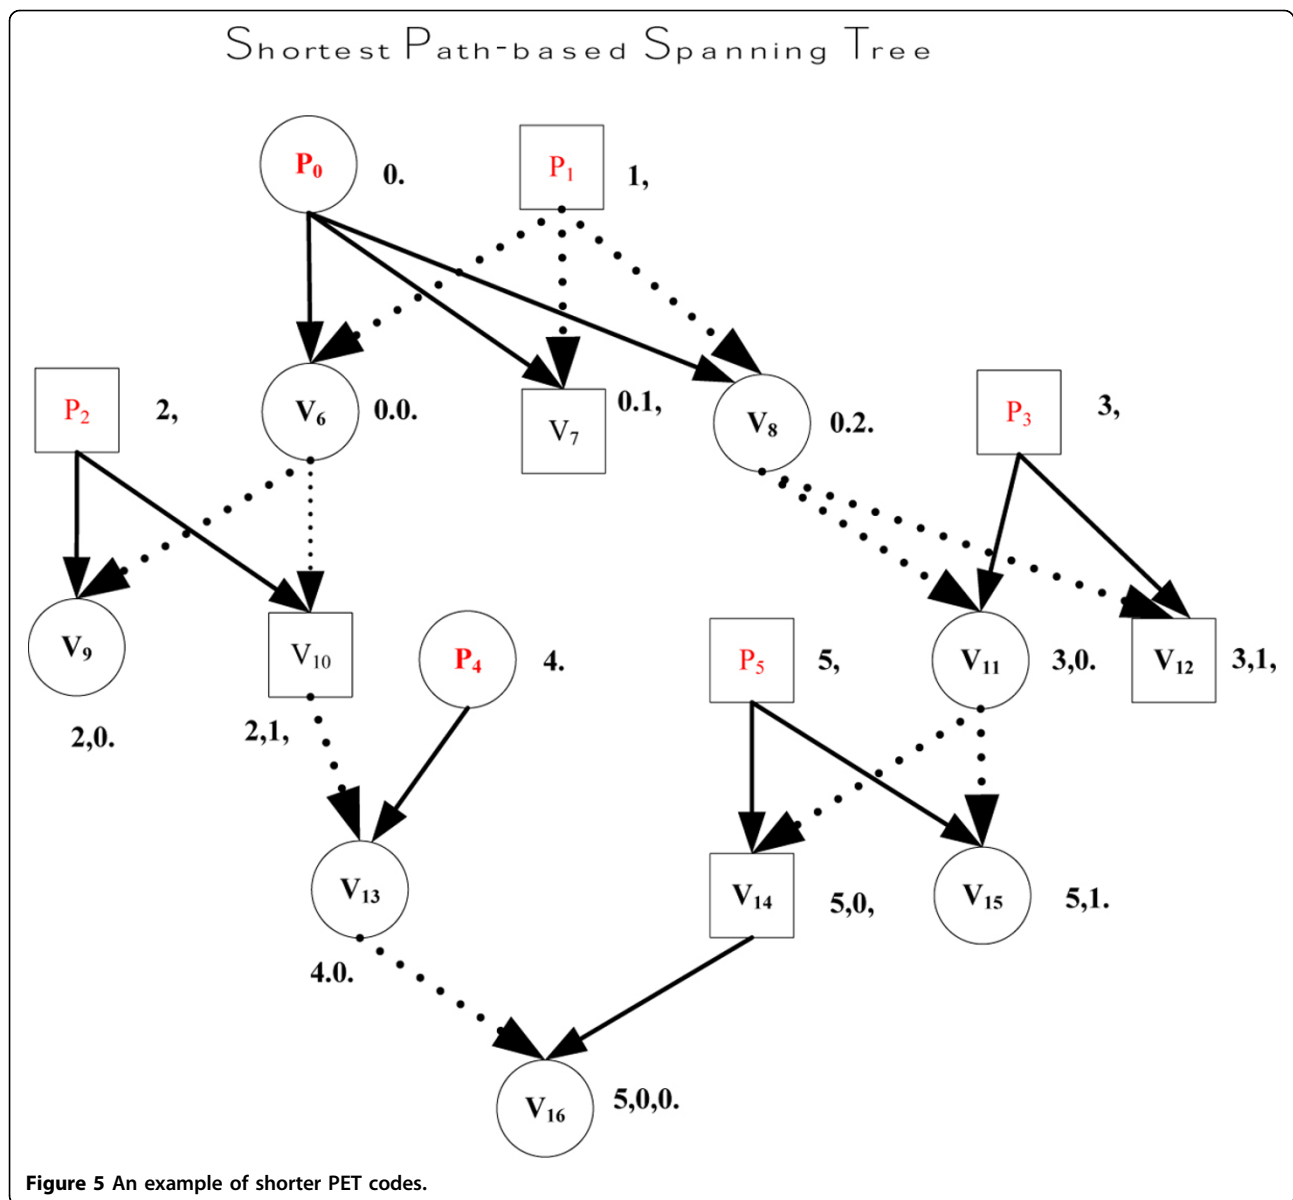 Shortest Path-based Spanning Tree
P0 0. P1 1,
P2 2, V6 0.0. V7 0.1, V8 0.2. P3 3,
V9 V10 P4 4. P5 5, V11 3,0. V12 3,1,
2,0. 2,1,
V13 V14 5,0, V15 5,1.
4.0.
V16 5,0,0.
Figure 5 An example of shorter PET codes.